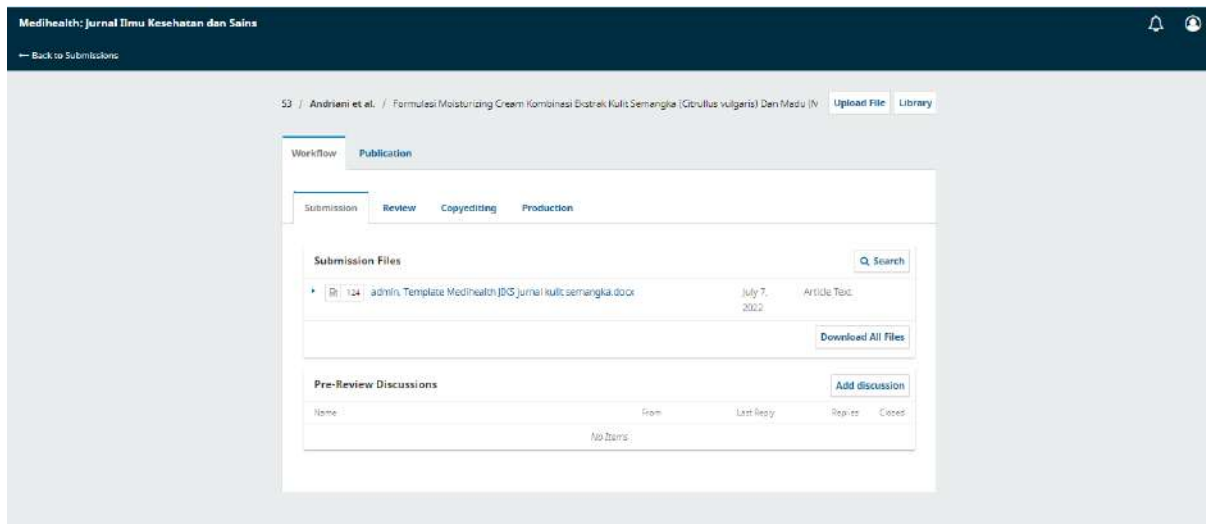 Medihealth: Jurnal Ilmu Kesehatan dan Sains
← Back to Submissions
53 / Andriani et al. / Formulasi Moisturizing Cream Kombinasi Ekstrak Kulit Semangka (Citrullus vulgaris) Dan Madu (N Upload File Library
Workflow Publication
Submission Review Copyediting Production
Submission Files Search
124 admin, Template Medihealth JIKS jurnal kulit semangka.docx July 7, Article Text
2022
Download All Files
Pre-Review Discussions Add discussion
Name From Last Reply Replies Closed
No Items